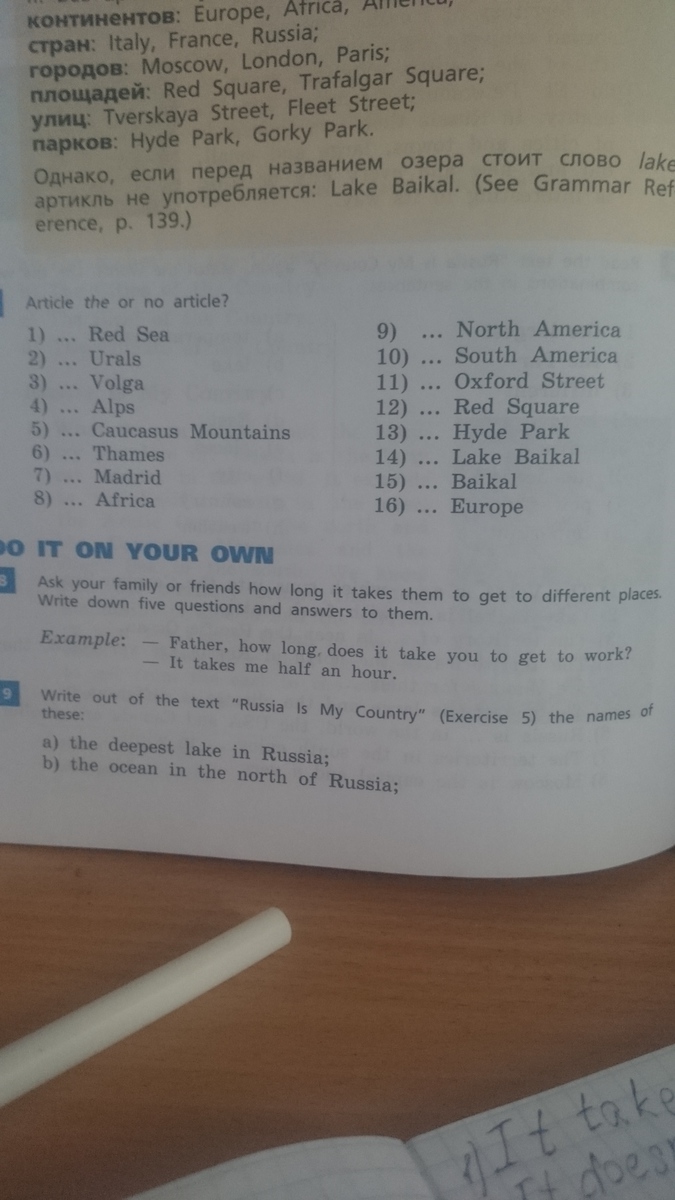 континентов: Europe, Africa, America,
стран: Italy, France, Russia;
городов: Moscow, London, Paris;
площадей: Red Square, Trafalgar Square;
улиц: Tverskaya Street, Fleet Street;
парков: Hyde Park, Gorky Park.
Однако, если перед названием озера стоит слово lake
артикль не употребляется: Lake Baikal. (See Grammar Ref-
erence, p. 139.)
Article the or no article?
1) ... Red Sea
2) ... Urals
3) ... Volga
4) ... Alps
5) ... Caucasus Mountains
6) ... Thames
7) ... Madrid
8) ... Africa
9) ... North America
10) ... South America
11) ... Oxford Street
12) ... Red Square
13) ... Hyde Park
14) ... Lake Baikal
15) ... Baikal
16) ... Europe
DO IT ON YOUR OWN
8 Ask your family or friends how long it takes them to get to different places.
Write down five questions and answers to them.
Example: — Father, how long does it take you to get to work?
— It takes me half an hour.
9 Write out of the text “Russia Is My Country” (Exercise 5) the names of
these:
a) the deepest lake in Russia;
b) the ocean in the north of Russia;
1) It take
It does